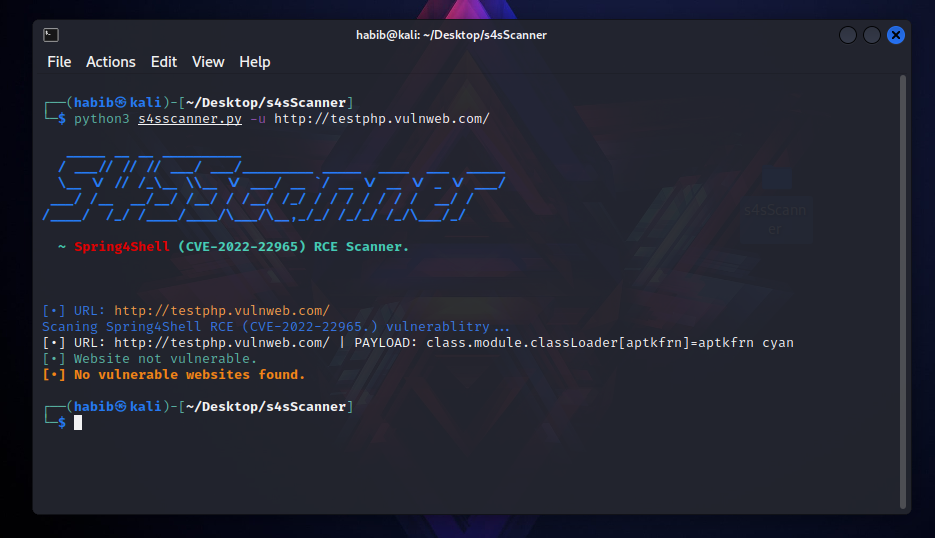 habib@kali: ~/Desktop/s4sScanner
File Actions Edit View Help
┌──(habib㉿kali)-[~/Desktop/s4sScanner]
└─$ python3 s4sscanner.py -u http://testphp.vulnweb.com/
S4SScanner
~ Spring4Shell (CVE-2022-22965) RCE Scanner.
s4sScann
er
[•] URL: http://testphp.vulnweb.com/
Scaning Spring4Shell RCE (CVE-2022-22965.) vulnerablitry...
[•] URL: http://testphp.vulnweb.com/ | PAYLOAD: class.module.classLoader[aptkfrn]=aptkfrn cyan
[•] Website not vulnerable.
[•] No vulnerable websites found.
┌──(habib㉿kali)-[~/Desktop/s4sScanner]
└─$